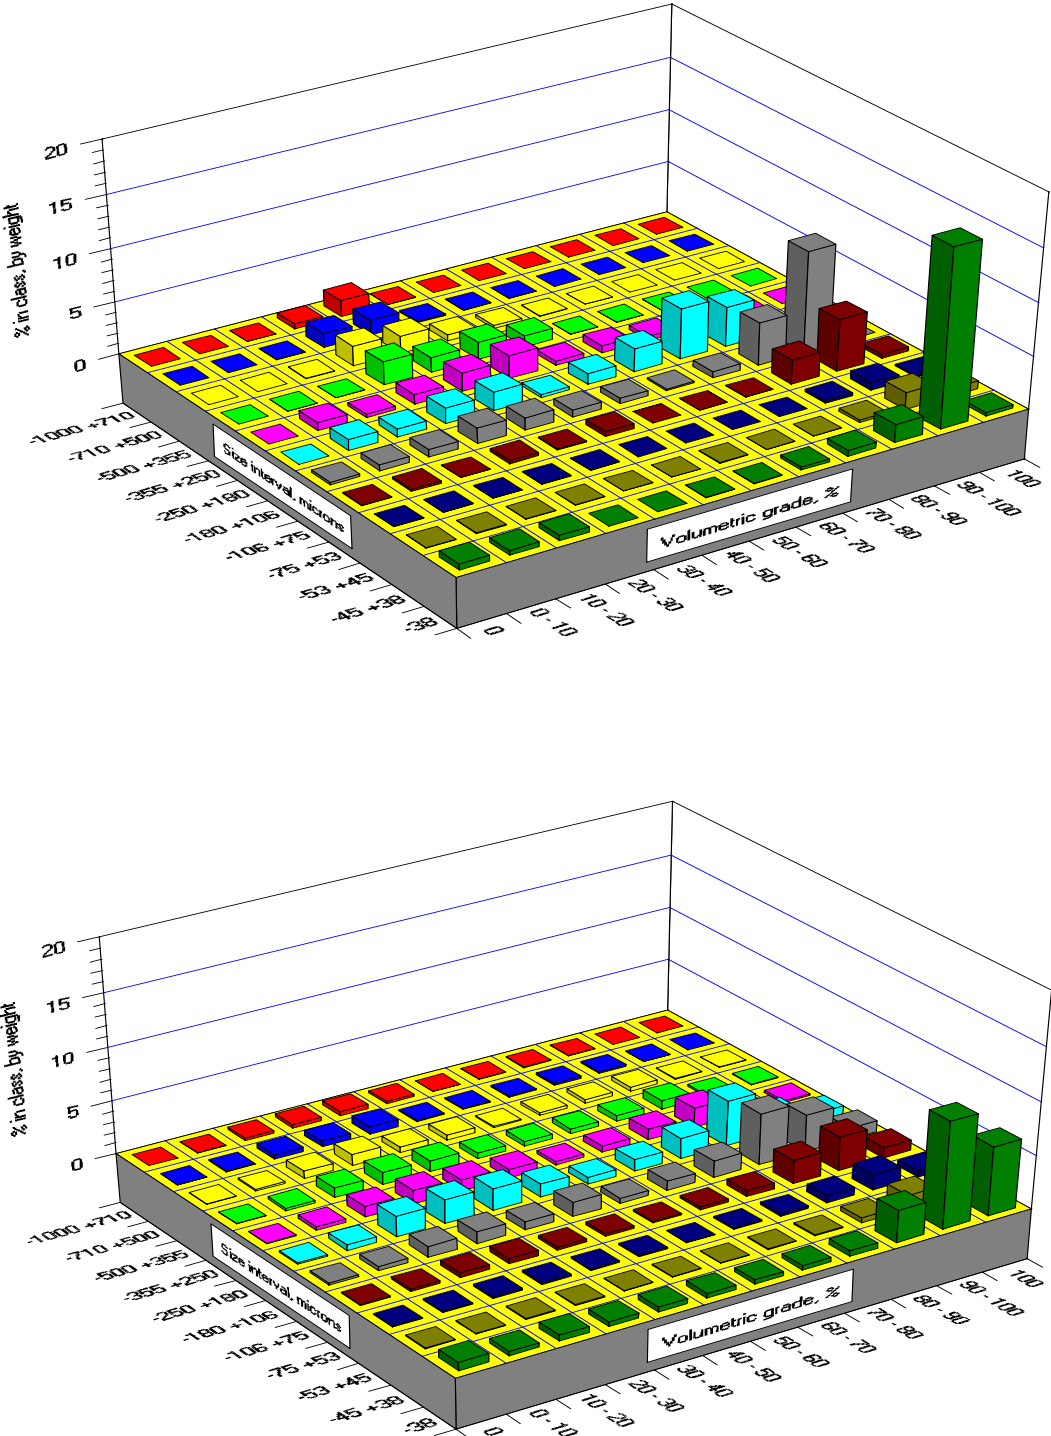 20
15
10
5
0
% in class, by weight
-1000 +710
-710 +500
-500 +355
-355 +250
-250 +180
-180 +106
-106 +75
-75 +53
-53 +45
-45 +38
-38
Size interval, microns
Volumetric grade, %
0
0 - 10
10 - 20
20 - 30
30 - 40
40 - 50
50 - 60
60 - 70
70 - 80
80 - 90
90 - 100
100
20
15
10
5
0
% in class, by weight
-1000 +710
-710 +500
-500 +355
-355 +250
-250 +180
-180 +106
-106 +75
-75 +53
-53 +45
-45 +38
-38
Size interval, microns
Volumetric grade, %
0
0 - 10
10 - 20
20 - 30
30 - 40
40 - 50
50 - 60
60 - 70
70 - 80
80 - 90
90 - 100
100